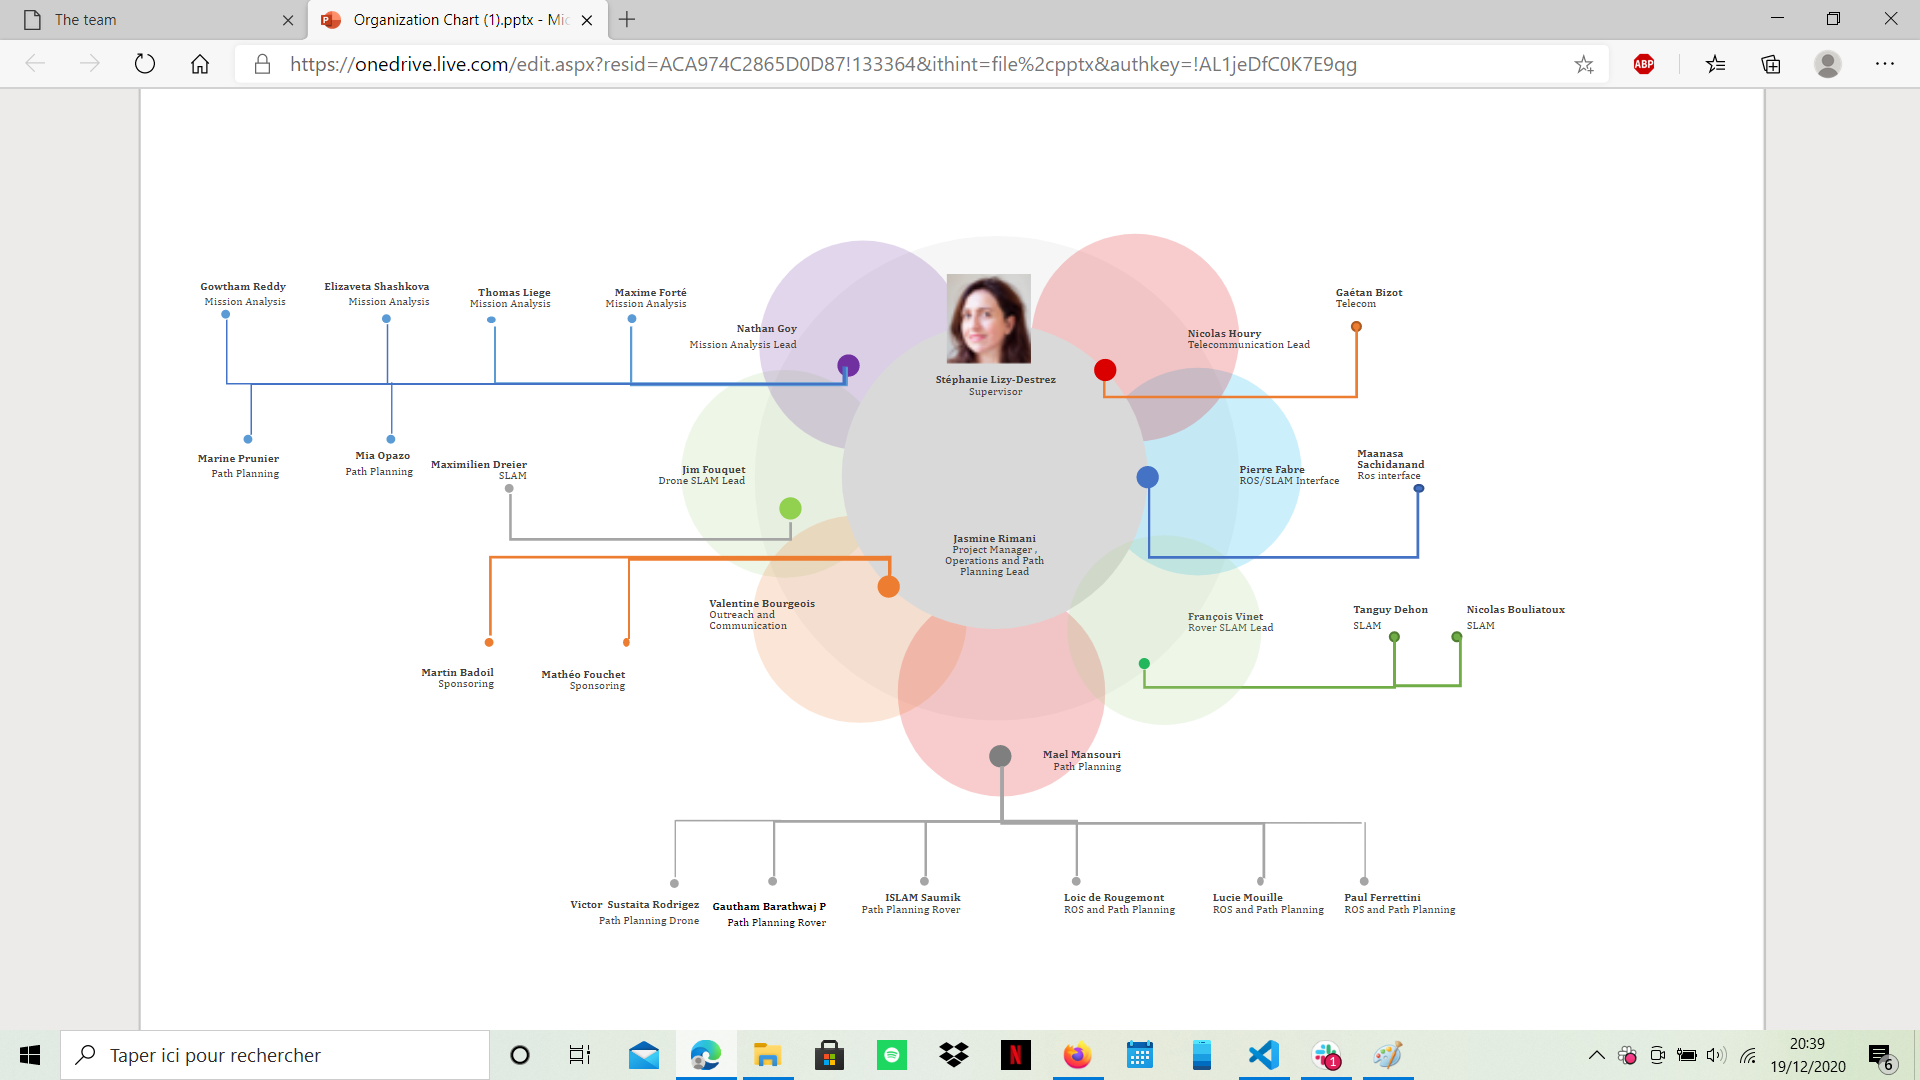 The team
Organization Chart (1).pptx - Mic
https://onedrive.live.com/edit.aspx?resid=ACA974C2865D0D87!133364&ithint=file%2cpptx&authkey=!AL1jeDfC0K7E9qg
ABP
Gowtham Reddy
Mission Analysis
Elizaveta Shashkova
Mission Analysis
Thomas Liege
Mission Analysis
Maxime Forté
Mission Analysis
Nathan Goy
Mission Analysis Lead
Stéphanie Lizy-Destrez
Supervisor
Nicolas Houry
Telecommunication Lead
Gaétan Bizot
Telecom
Marine Prunier
Path Planning
Mia Opazo
Path Planning
Maximilien Dreier
SLAM
Jim Fouquet
Drone SLAM Lead
Pierre Fabre
ROS/SLAM Interface
Maanasa
Sachidanand
Ros interface
Jasmine Rimani
Project Manager ,
Operations and Path
Planning Lead
Valentine Bourgeois
Outreach and
Communication
François Vinet
Rover SLAM Lead
Tanguy Dehon
SLAM
Nicolas Bouliatoux
SLAM
Martin Badoil
Sponsoring
Mathéo Fouchet
Sponsoring
Mael Mansouri
Path Planning
Victor Sustaita Rodrigez
Path Planning Drone
Gautham Barathwaj P
Path Planning Rover
ISLAM Saumik
Path Planning Rover
Loic de Rougemont
ROS and Path Planning
Lucie Mouille
ROS and Path Planning
Paul Ferrettini
ROS and Path Planning
Taper ici pour rechercher
N
1
20:39
19/12/2020
6